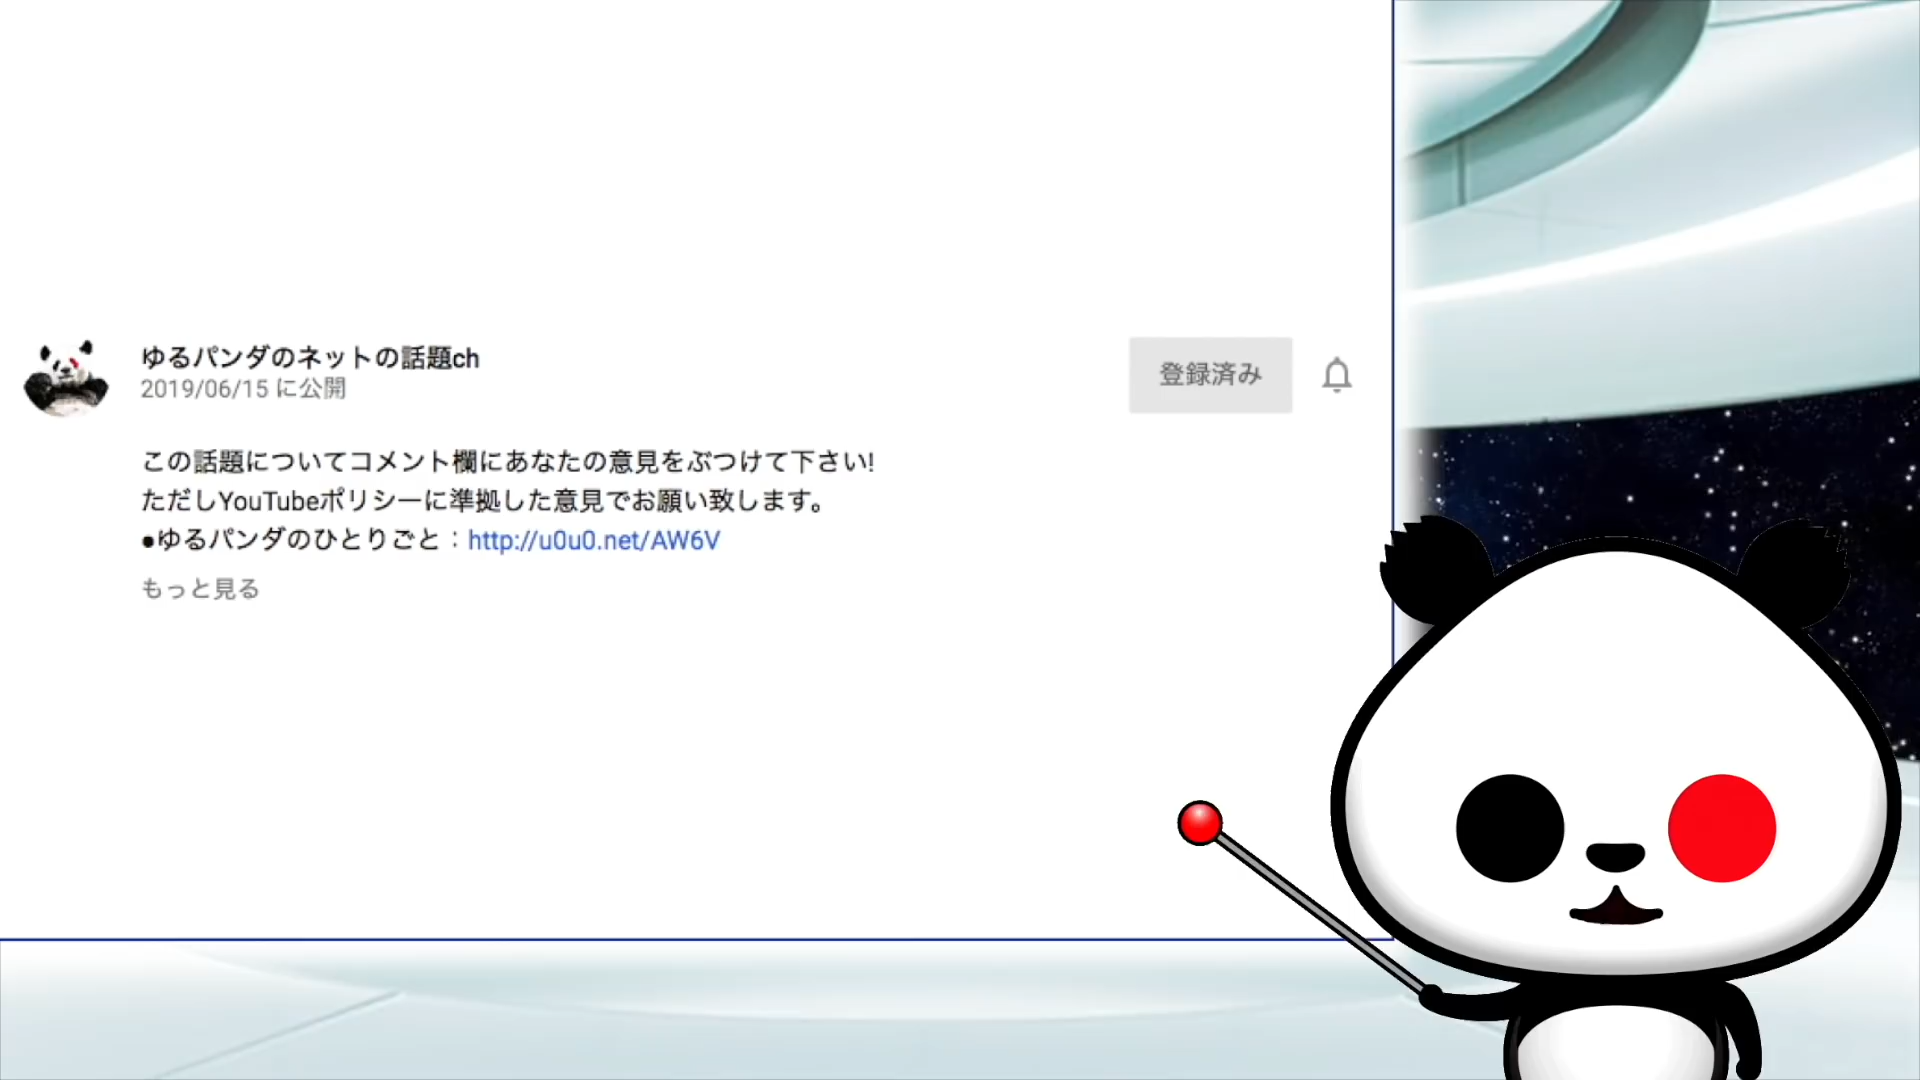 ゆるパンダのネットの話題ch
2019/06/15 に公開
登録済み
この話題についてコメント欄にあなたの意見をぶつけて下さい!
ただしYouTubeポリシーに準拠した意見でお願い致します。
●ゆるパンダのひとりごと：http://u0u0.net/AW6V
もっと見る